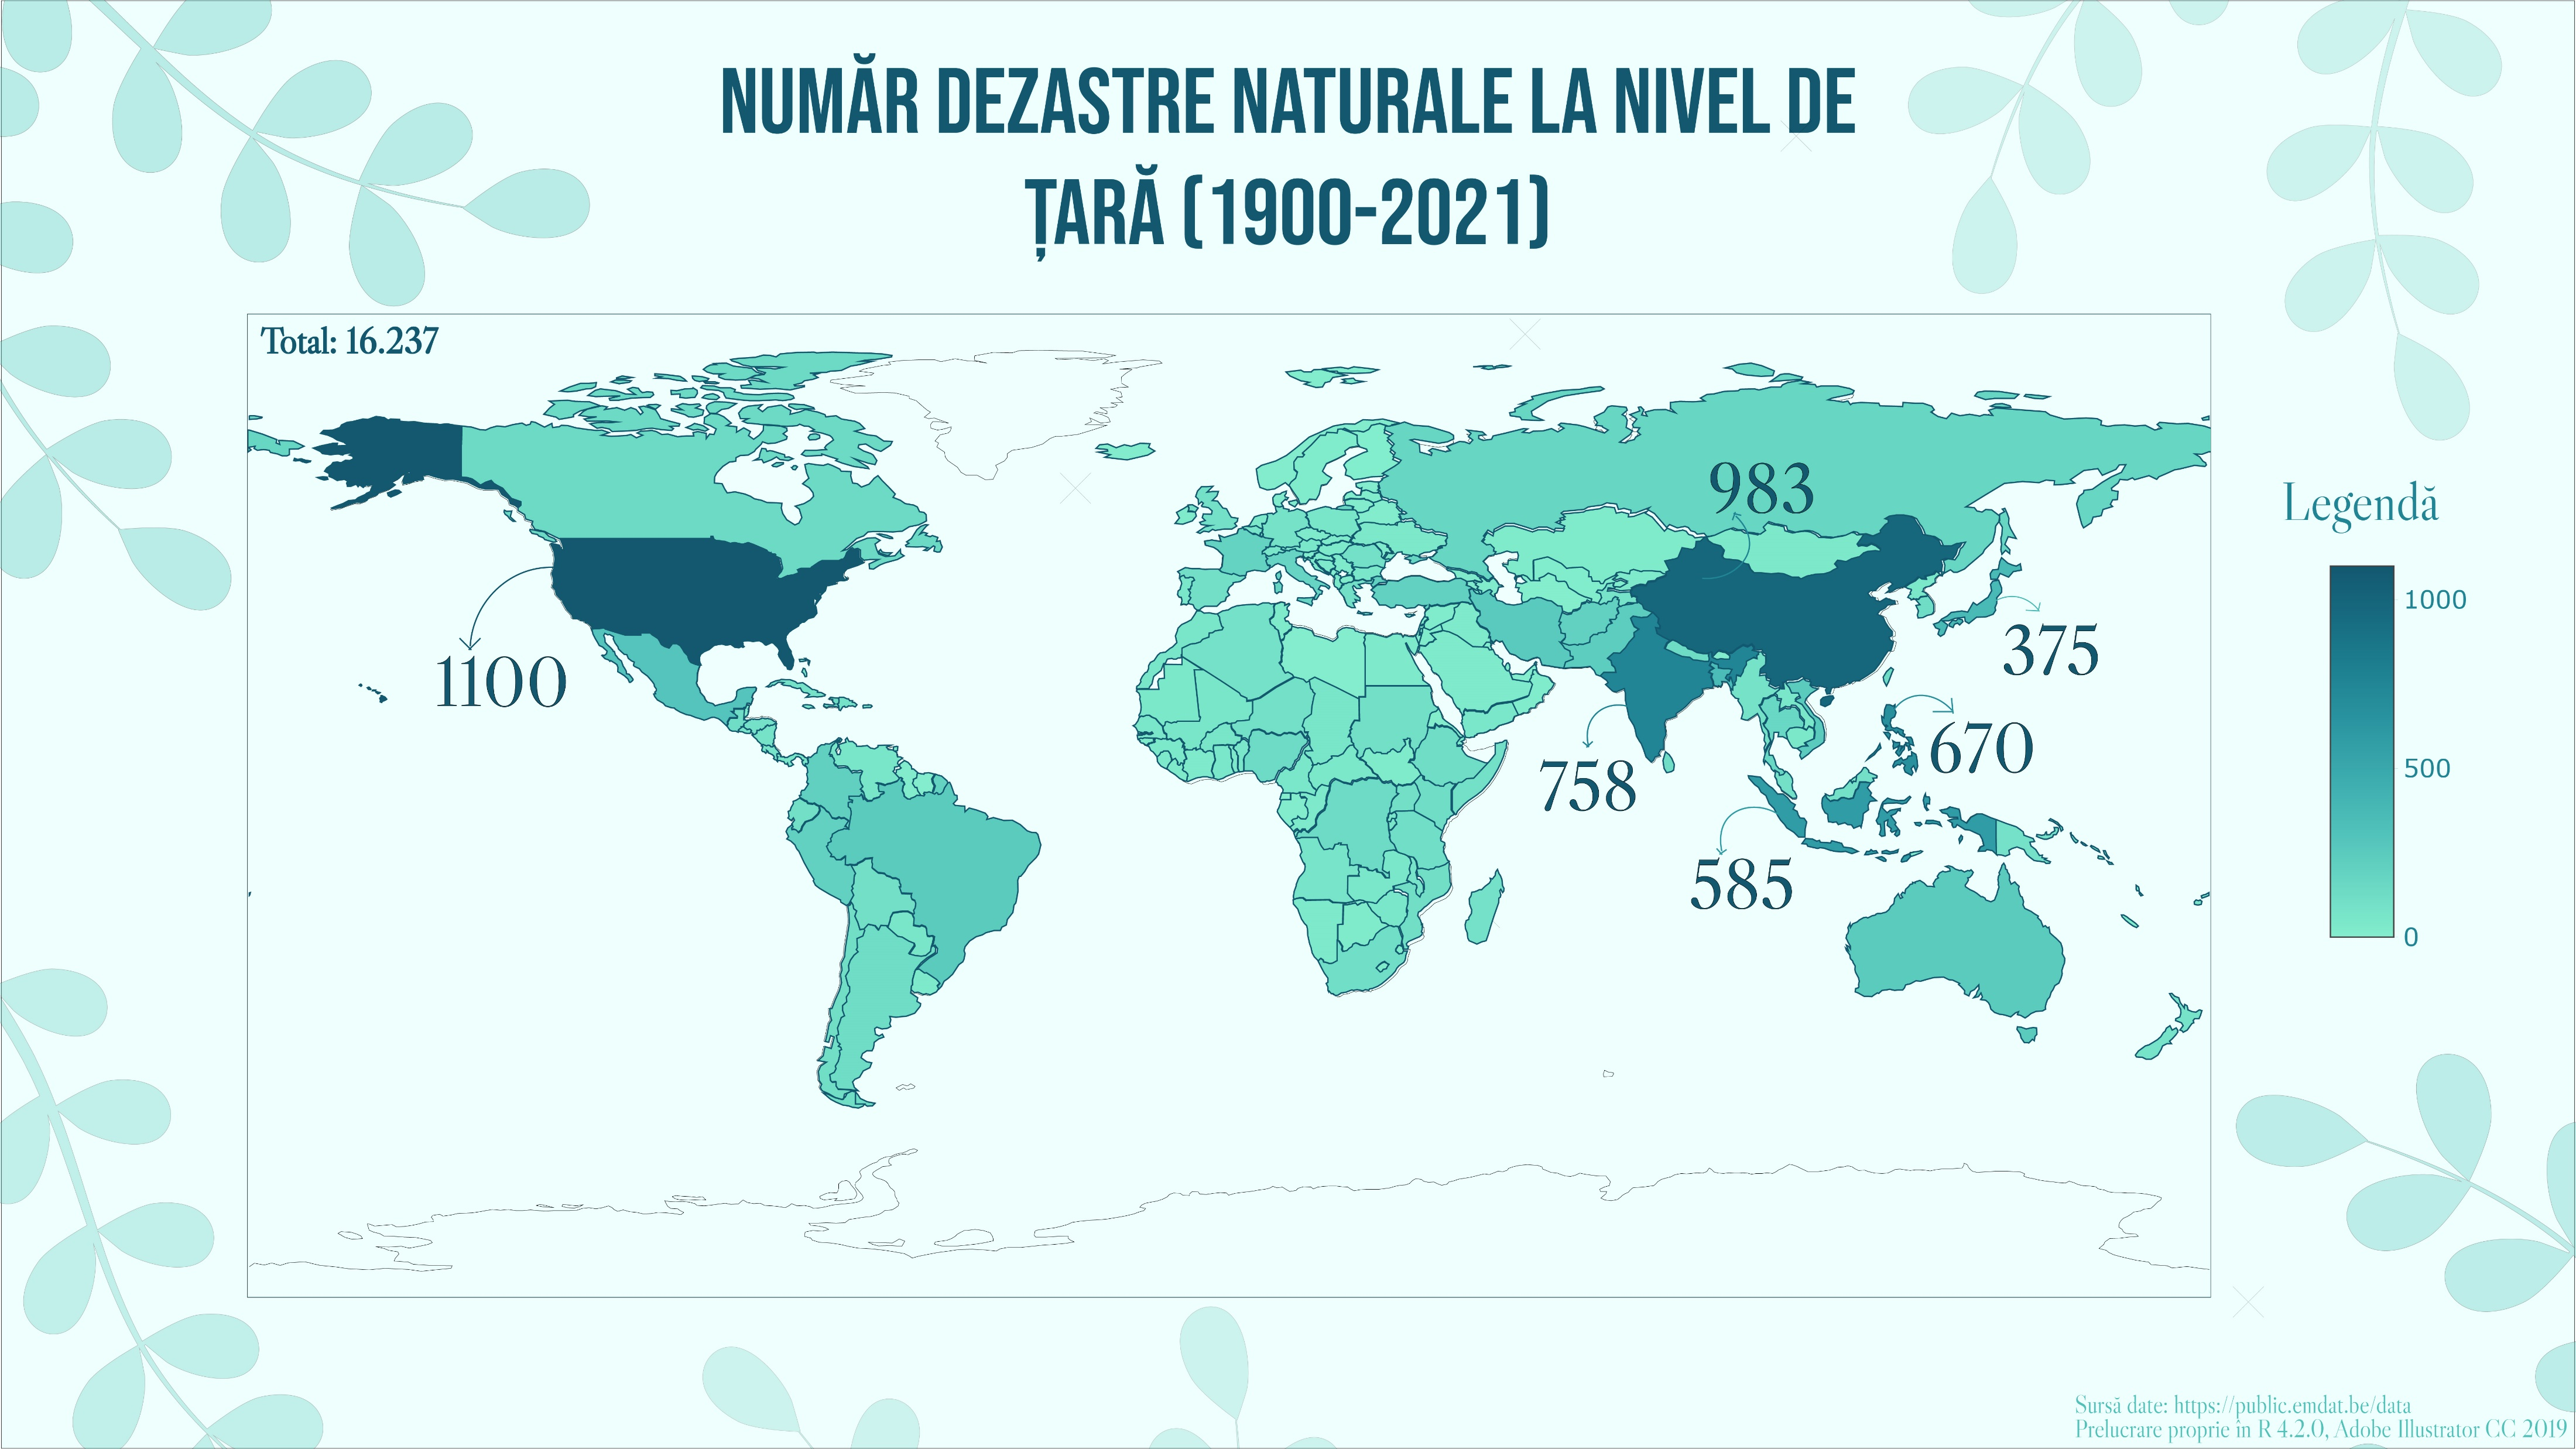 NUMĂR DEZASTRE NATURALE LA NIVEL DE
ȚARĂ (1900-2021)
Total: 16.237
983
Legendă
1000
375
1100
670
500
758
585
0
Sursă date: https://public.emdat.be/data
Prelucrare proprie în R 4.2.0, Adobe Illustrator CC 2019